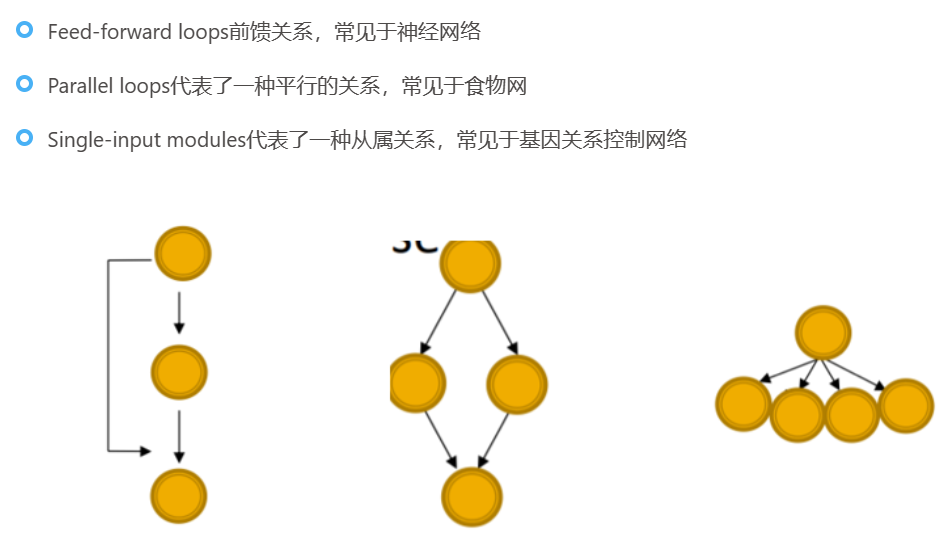 Feed-forward loops前馈关系，常见于神经网络
Parallel loops代表了一种平行的关系，常见于食物网
Single-input modules代表了一种从属关系，常见于基因关系控制网络